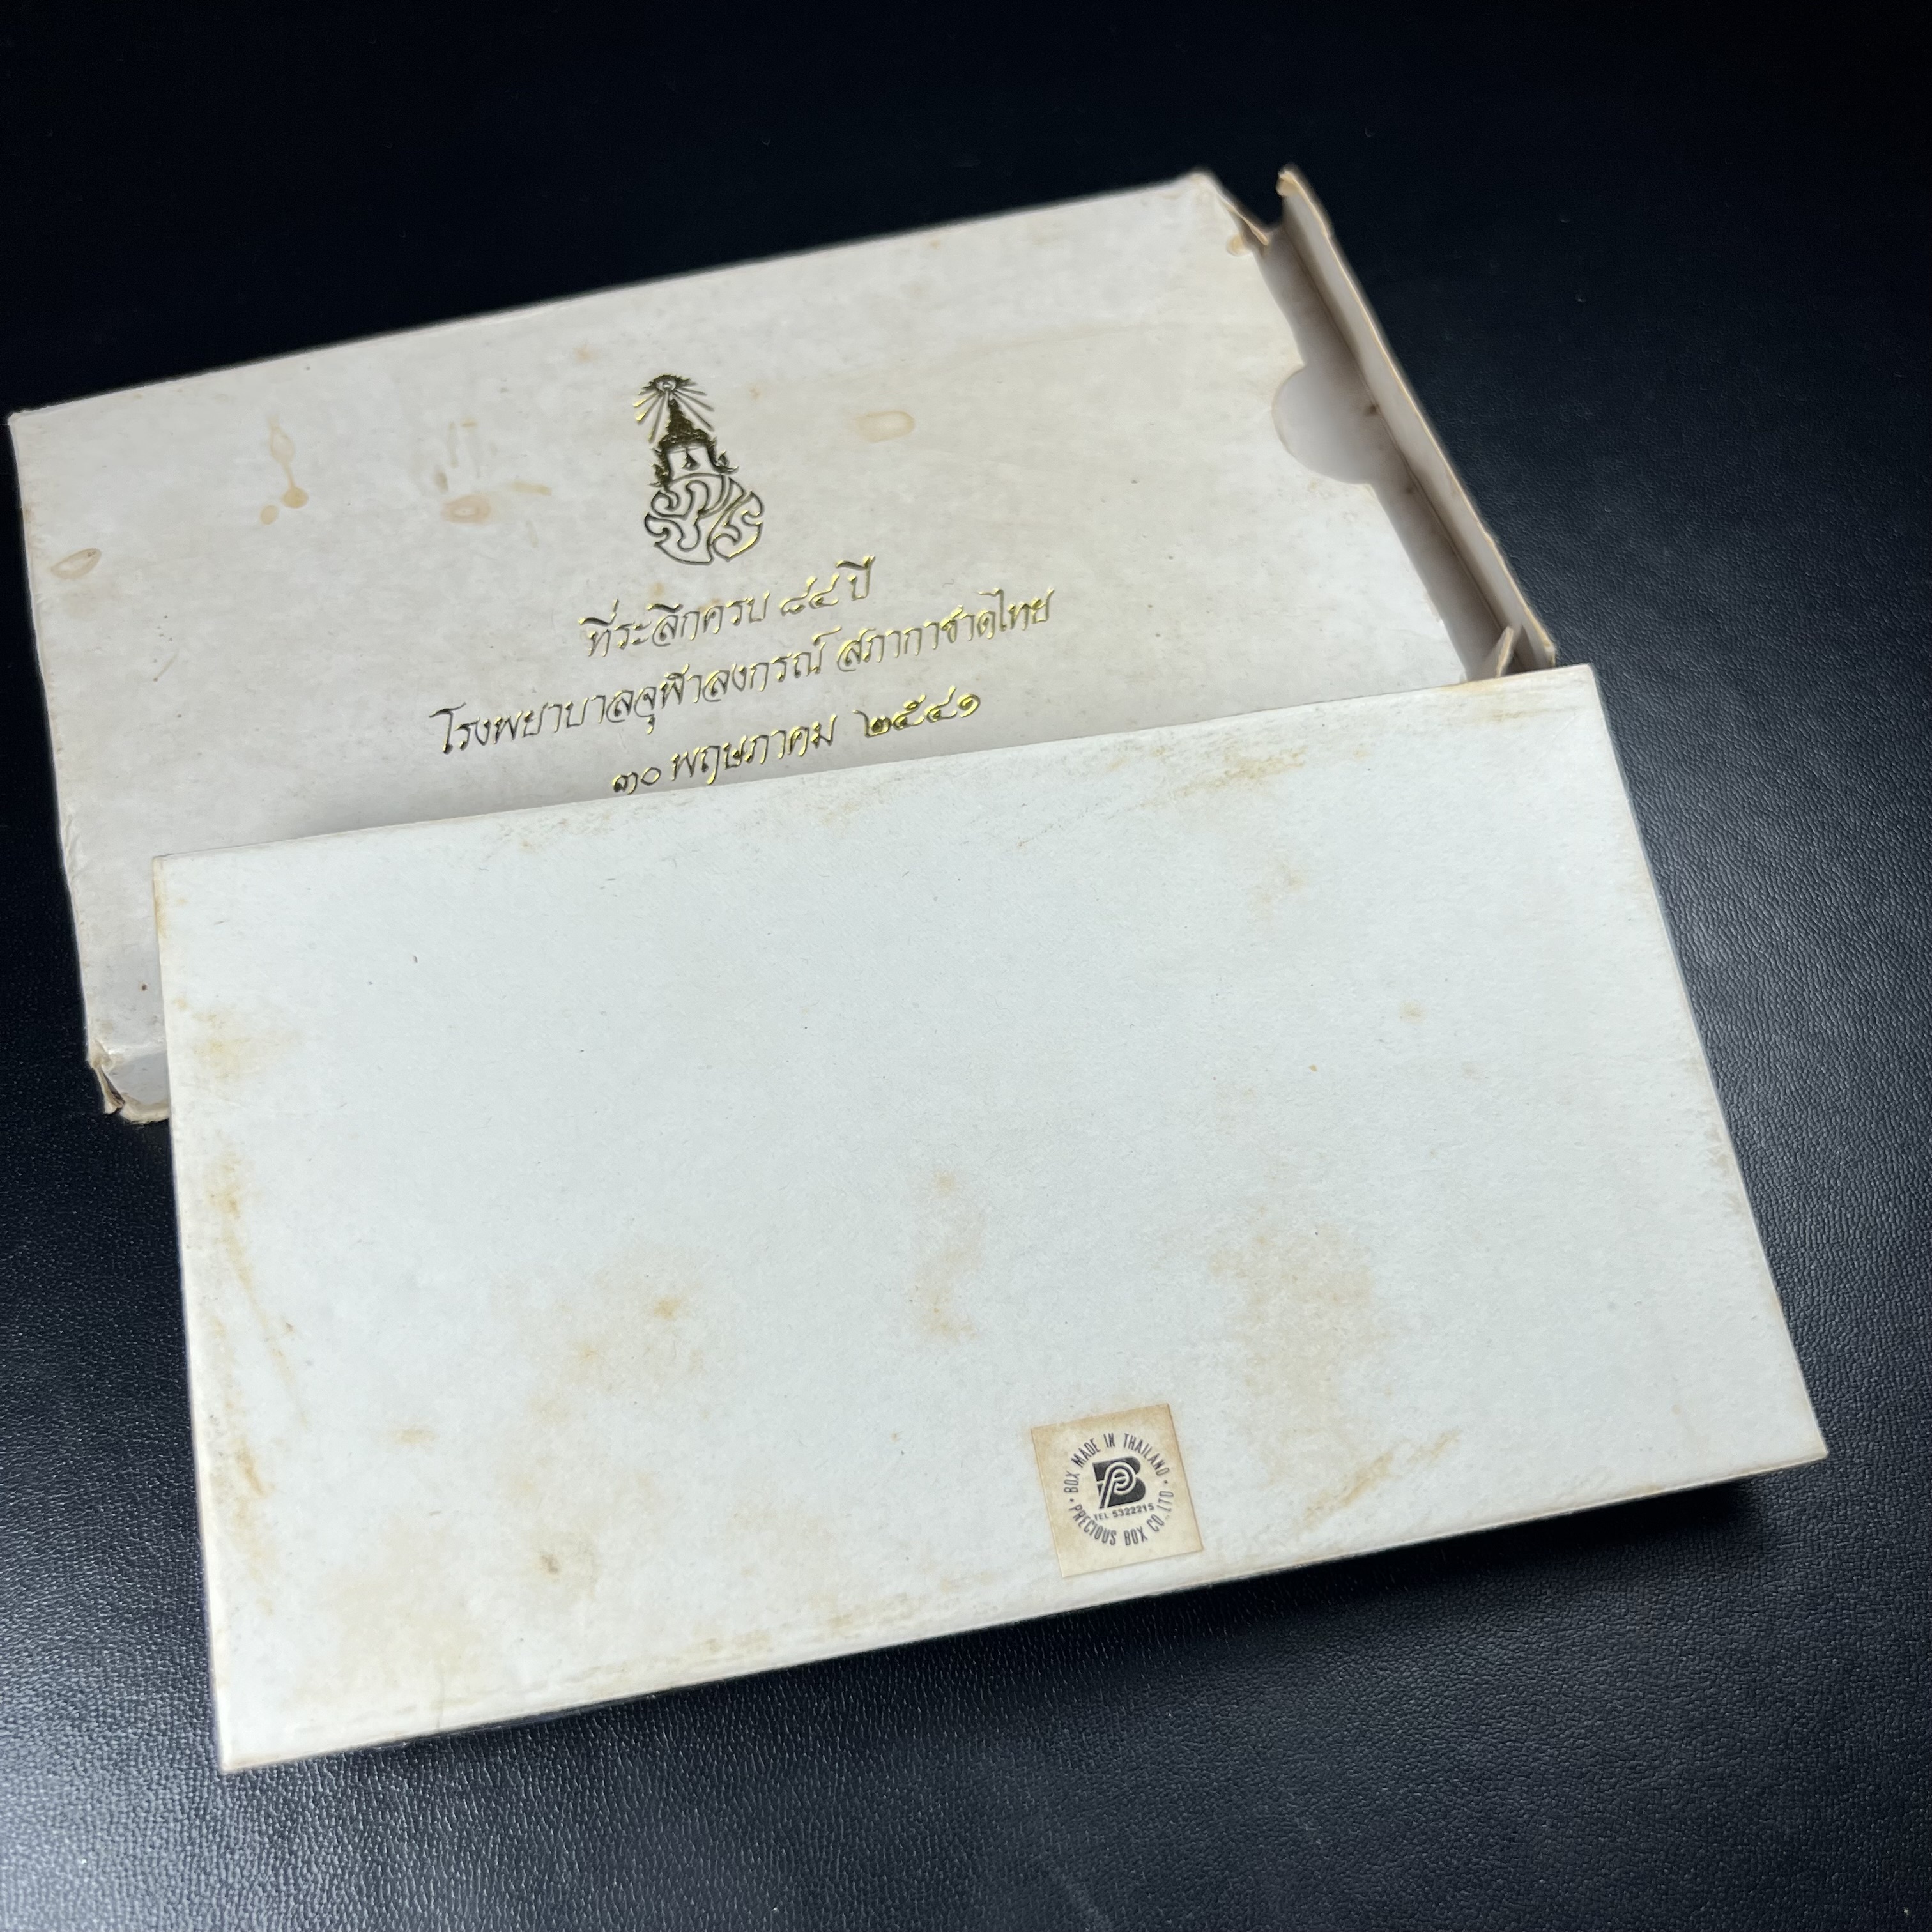 ที่ระลึกครบ ๘๔ ปี
โรงพยาบาลจุฬาลงกรณ์ สภากาชาดไทย
๓๐ พฤษภาคม ๒๕๔๑
BOX MADE IN THAILAND
TEL 5322215
PRECIOUS BOX CO.,LTD